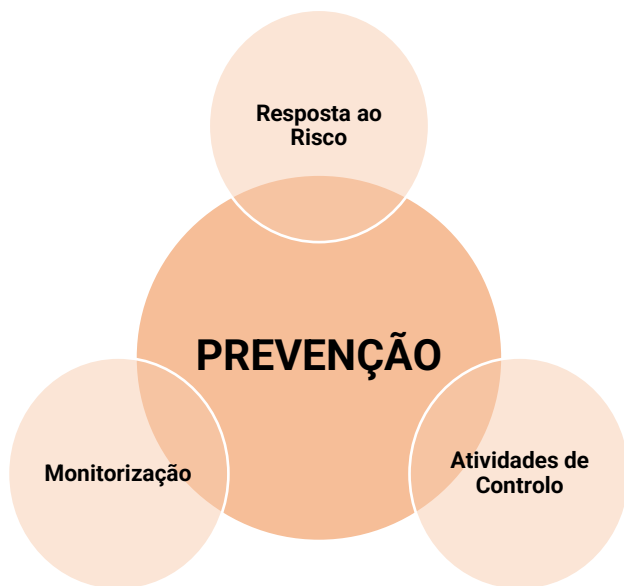 Resposta ao
Risco
PREVENÇÃO
Monitorização
Atividades de
Controlo